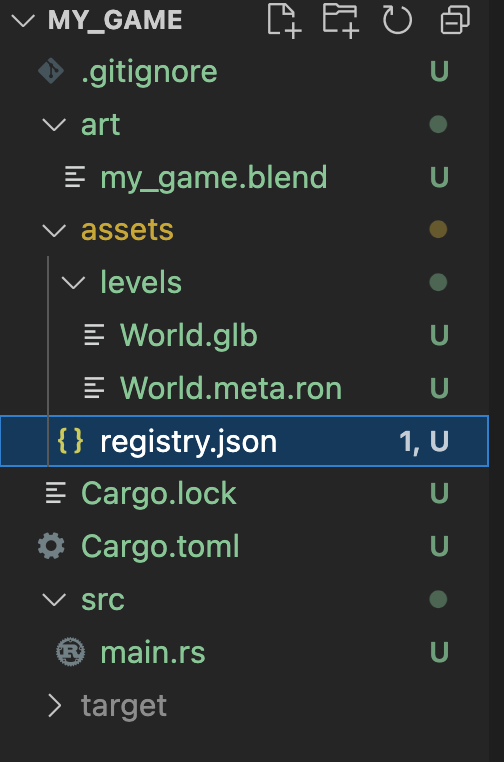 MY_GAME
.gitignore U
art
my_game.blend U
assets
levels
World.glb U
World.meta.ron U
{} registry.json 1, U
Cargo.lock U
Cargo.toml U
src
main.rs U
target